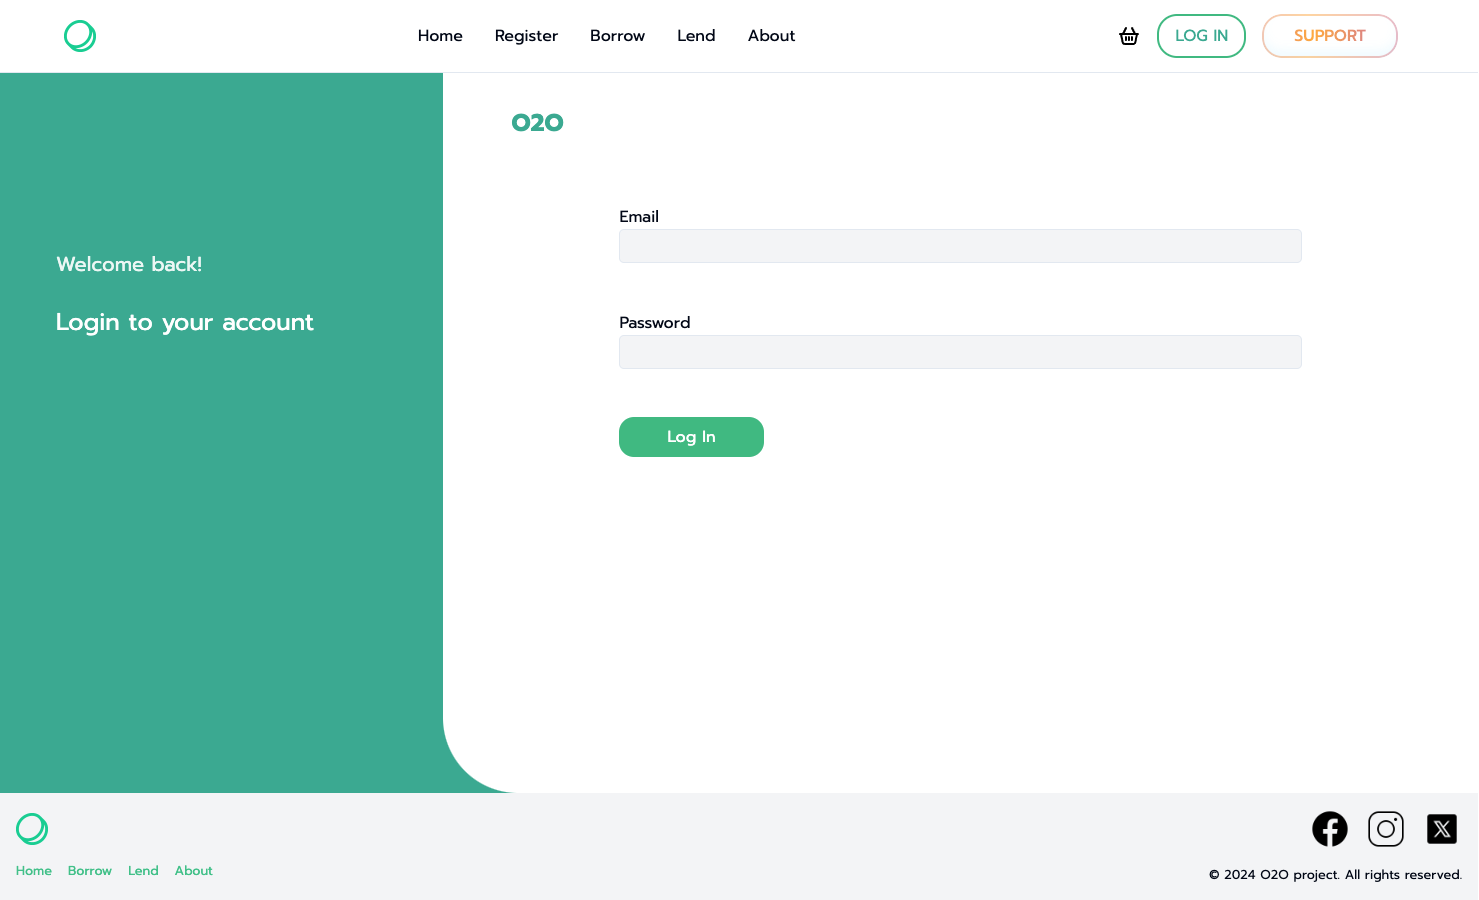 Home Register Borrow Lend About LOG IN SUPPORT
O2O
Welcome back!
Login to your account
Email
Password
Log In
Home Borrow Lend About
© 2024 O2O project. All rights reserved.